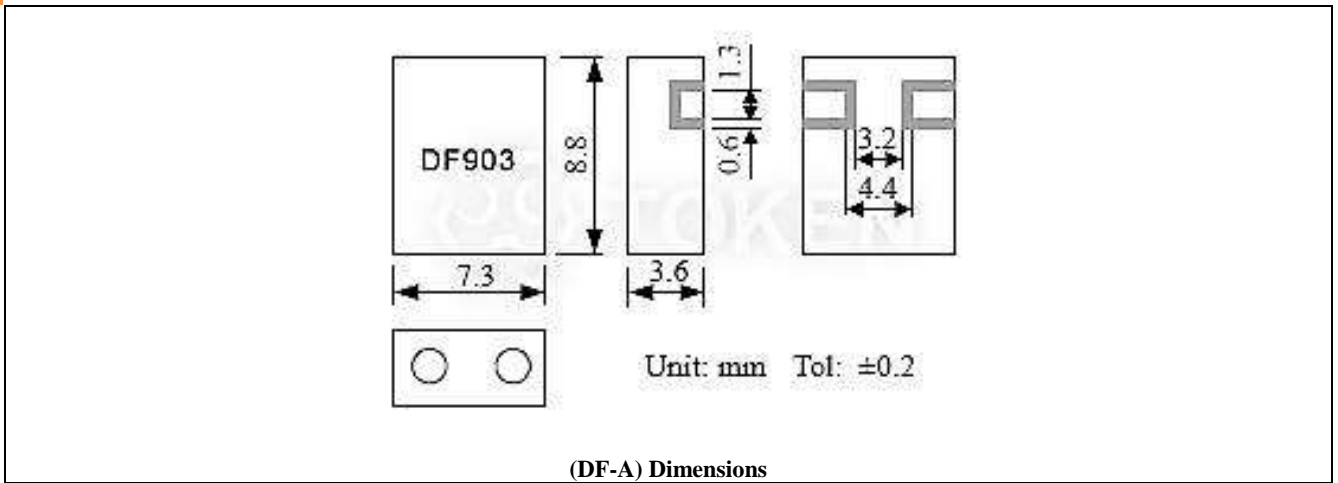 DF903
8.8
7.3
3.6
1.3
0.6
3.2
4.4
TOKEN
Unit: mm Tol: ±0.2
(DF-A) Dimensions